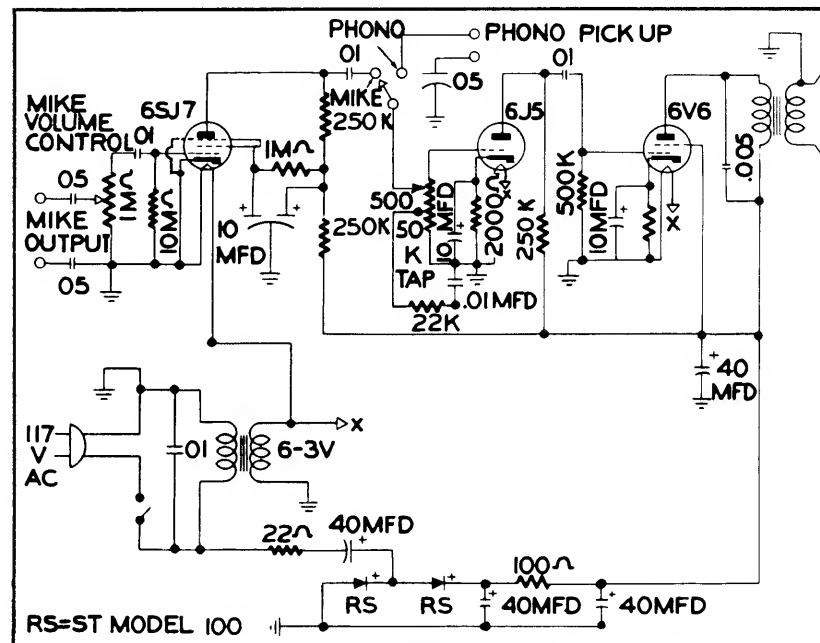 PHONO
PHONO PICK UP
01
01
05
MIKE
6SJ7
6J5
6V6
MIKE
VOLUME
CONTROL
01
250K
1MΩ
.005
05
1MΩ
10MΩ
500
50
K
TAP
10 MFD
2000Ω
X
250K
500K
10MFD
X
MIKE
OUTPUT
10
MFD
250K
05
.01MFD
22K
40
MFD
117
V
AC
01
6-3V
X
22Ω
40MFD
100Ω
RS
RS
40MFD
40MFD
RS=ST MODEL 100